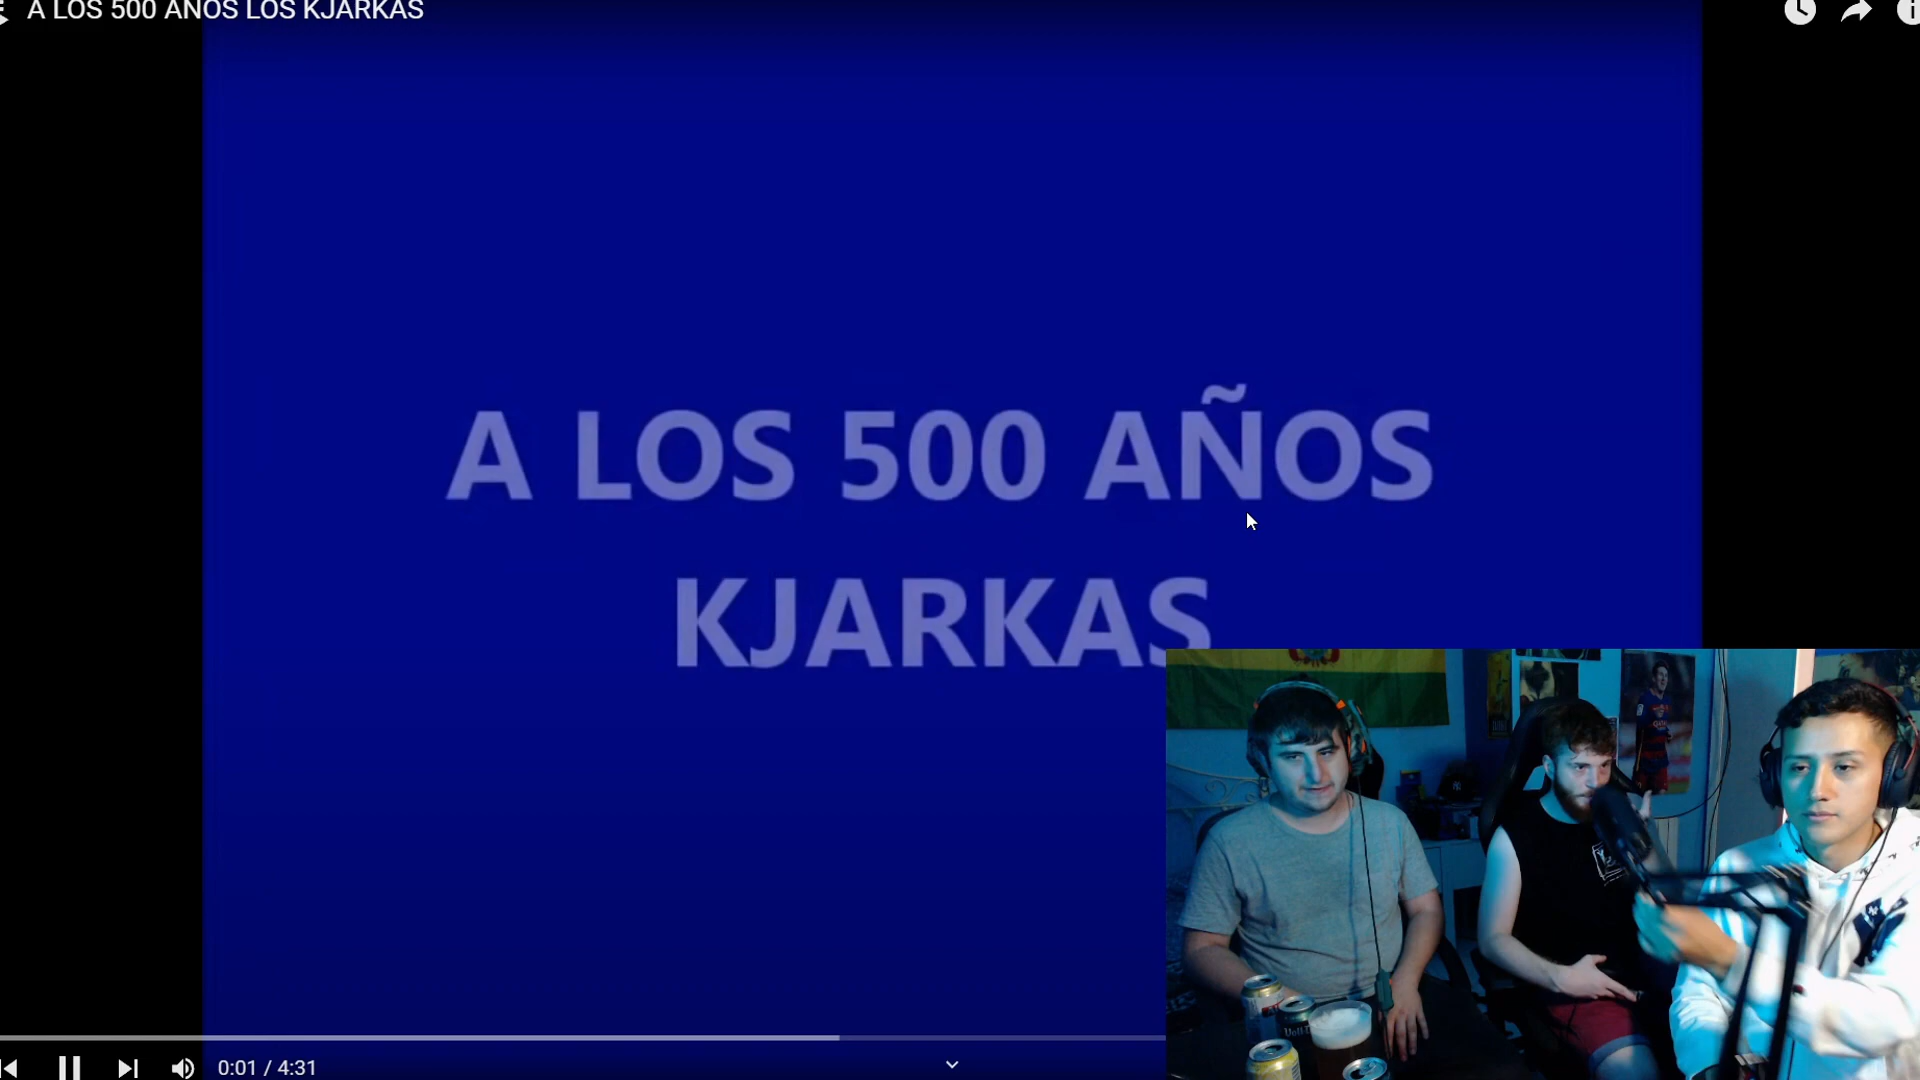 A LOS 500 AÑOS LOS KJARKAS
A LOS 500 AÑOS
KJARKAS
0:01 / 4:31